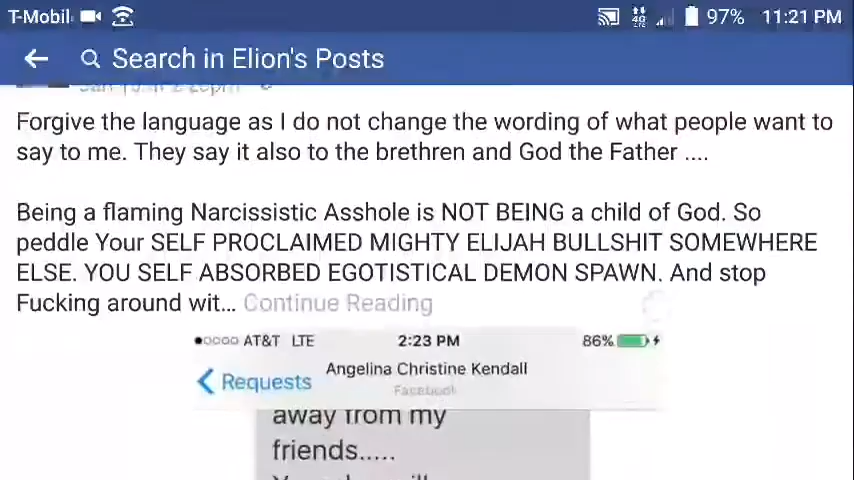 T-Mobil
97% 11:21 PM
Search in Elion's Posts
Forgive the language as I do not change the wording of what people want to
say to me. They say it also to the brethren and God the Father ....
Being a flaming Narcissistic Asshole is NOT BEING a child of God. So
peddle Your SELF PROCLAIMED MIGHTY ELIJAH BULLSHIT SOMEWHERE
ELSE. YOU SELF ABSORBED EGOTISTICAL DEMON SPAWN. And stop
Fucking around wit... Continue Reading
AT&T LTE 2:23 PM 86%
Angelina Christine Kendall
Requests
Facebook
away from my
friends.....